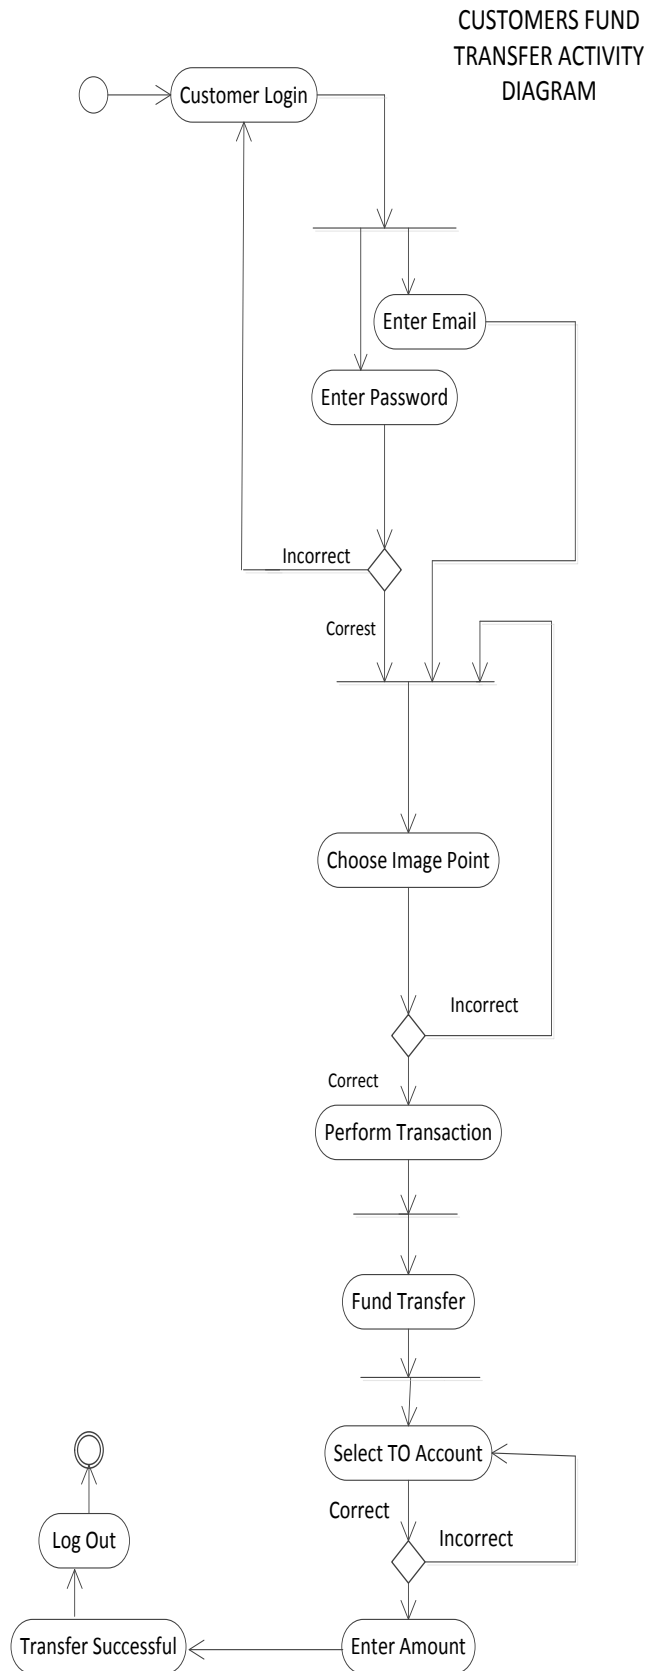 CUSTOMERS FUND
TRANSFER ACTIVITY
DIAGRAM
Customer Login
Enter Email
Enter Password
Incorrect
Correst
Choose Image Point
Incorrect
Correct
Perform Transaction
Fund Transfer
Select TO Account
Correct
Incorrect
Log Out
Transfer Successful
Enter Amount